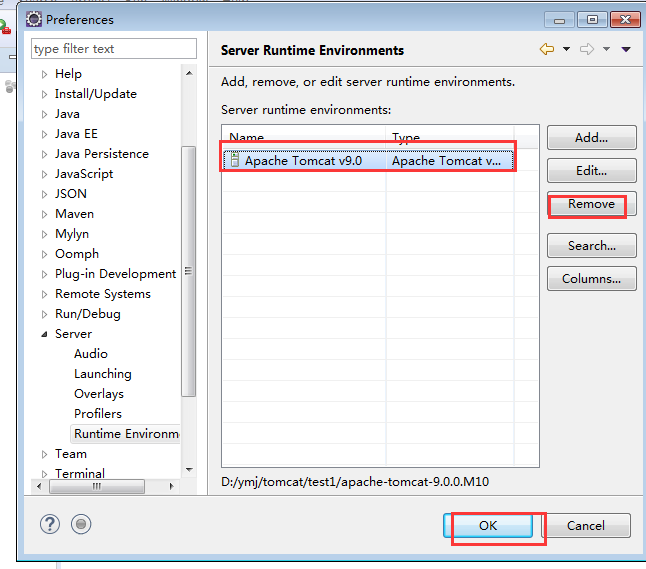 Preferences
type filter text
Help
Install/Update
Java
Java EE
Java Persistence
JavaScript
JSON
Maven
Mylyn
Oomph
Plug-in Development
Remote Systems
Run/Debug
Server
Audio
Launching
Overlays
Profilers
Runtime Environm
Team
Terminal
Server Runtime Environments
Add, remove, or edit server runtime environments.
Server runtime environments:
Name Type
Apache Tomcat v9.0 Apache Tomcat v...
Add...
Edit...
Remove
Search...
Columns...
D:/ymj/tomcat/test1/apache-tomcat-9.0.0.M10
OK
Cancel